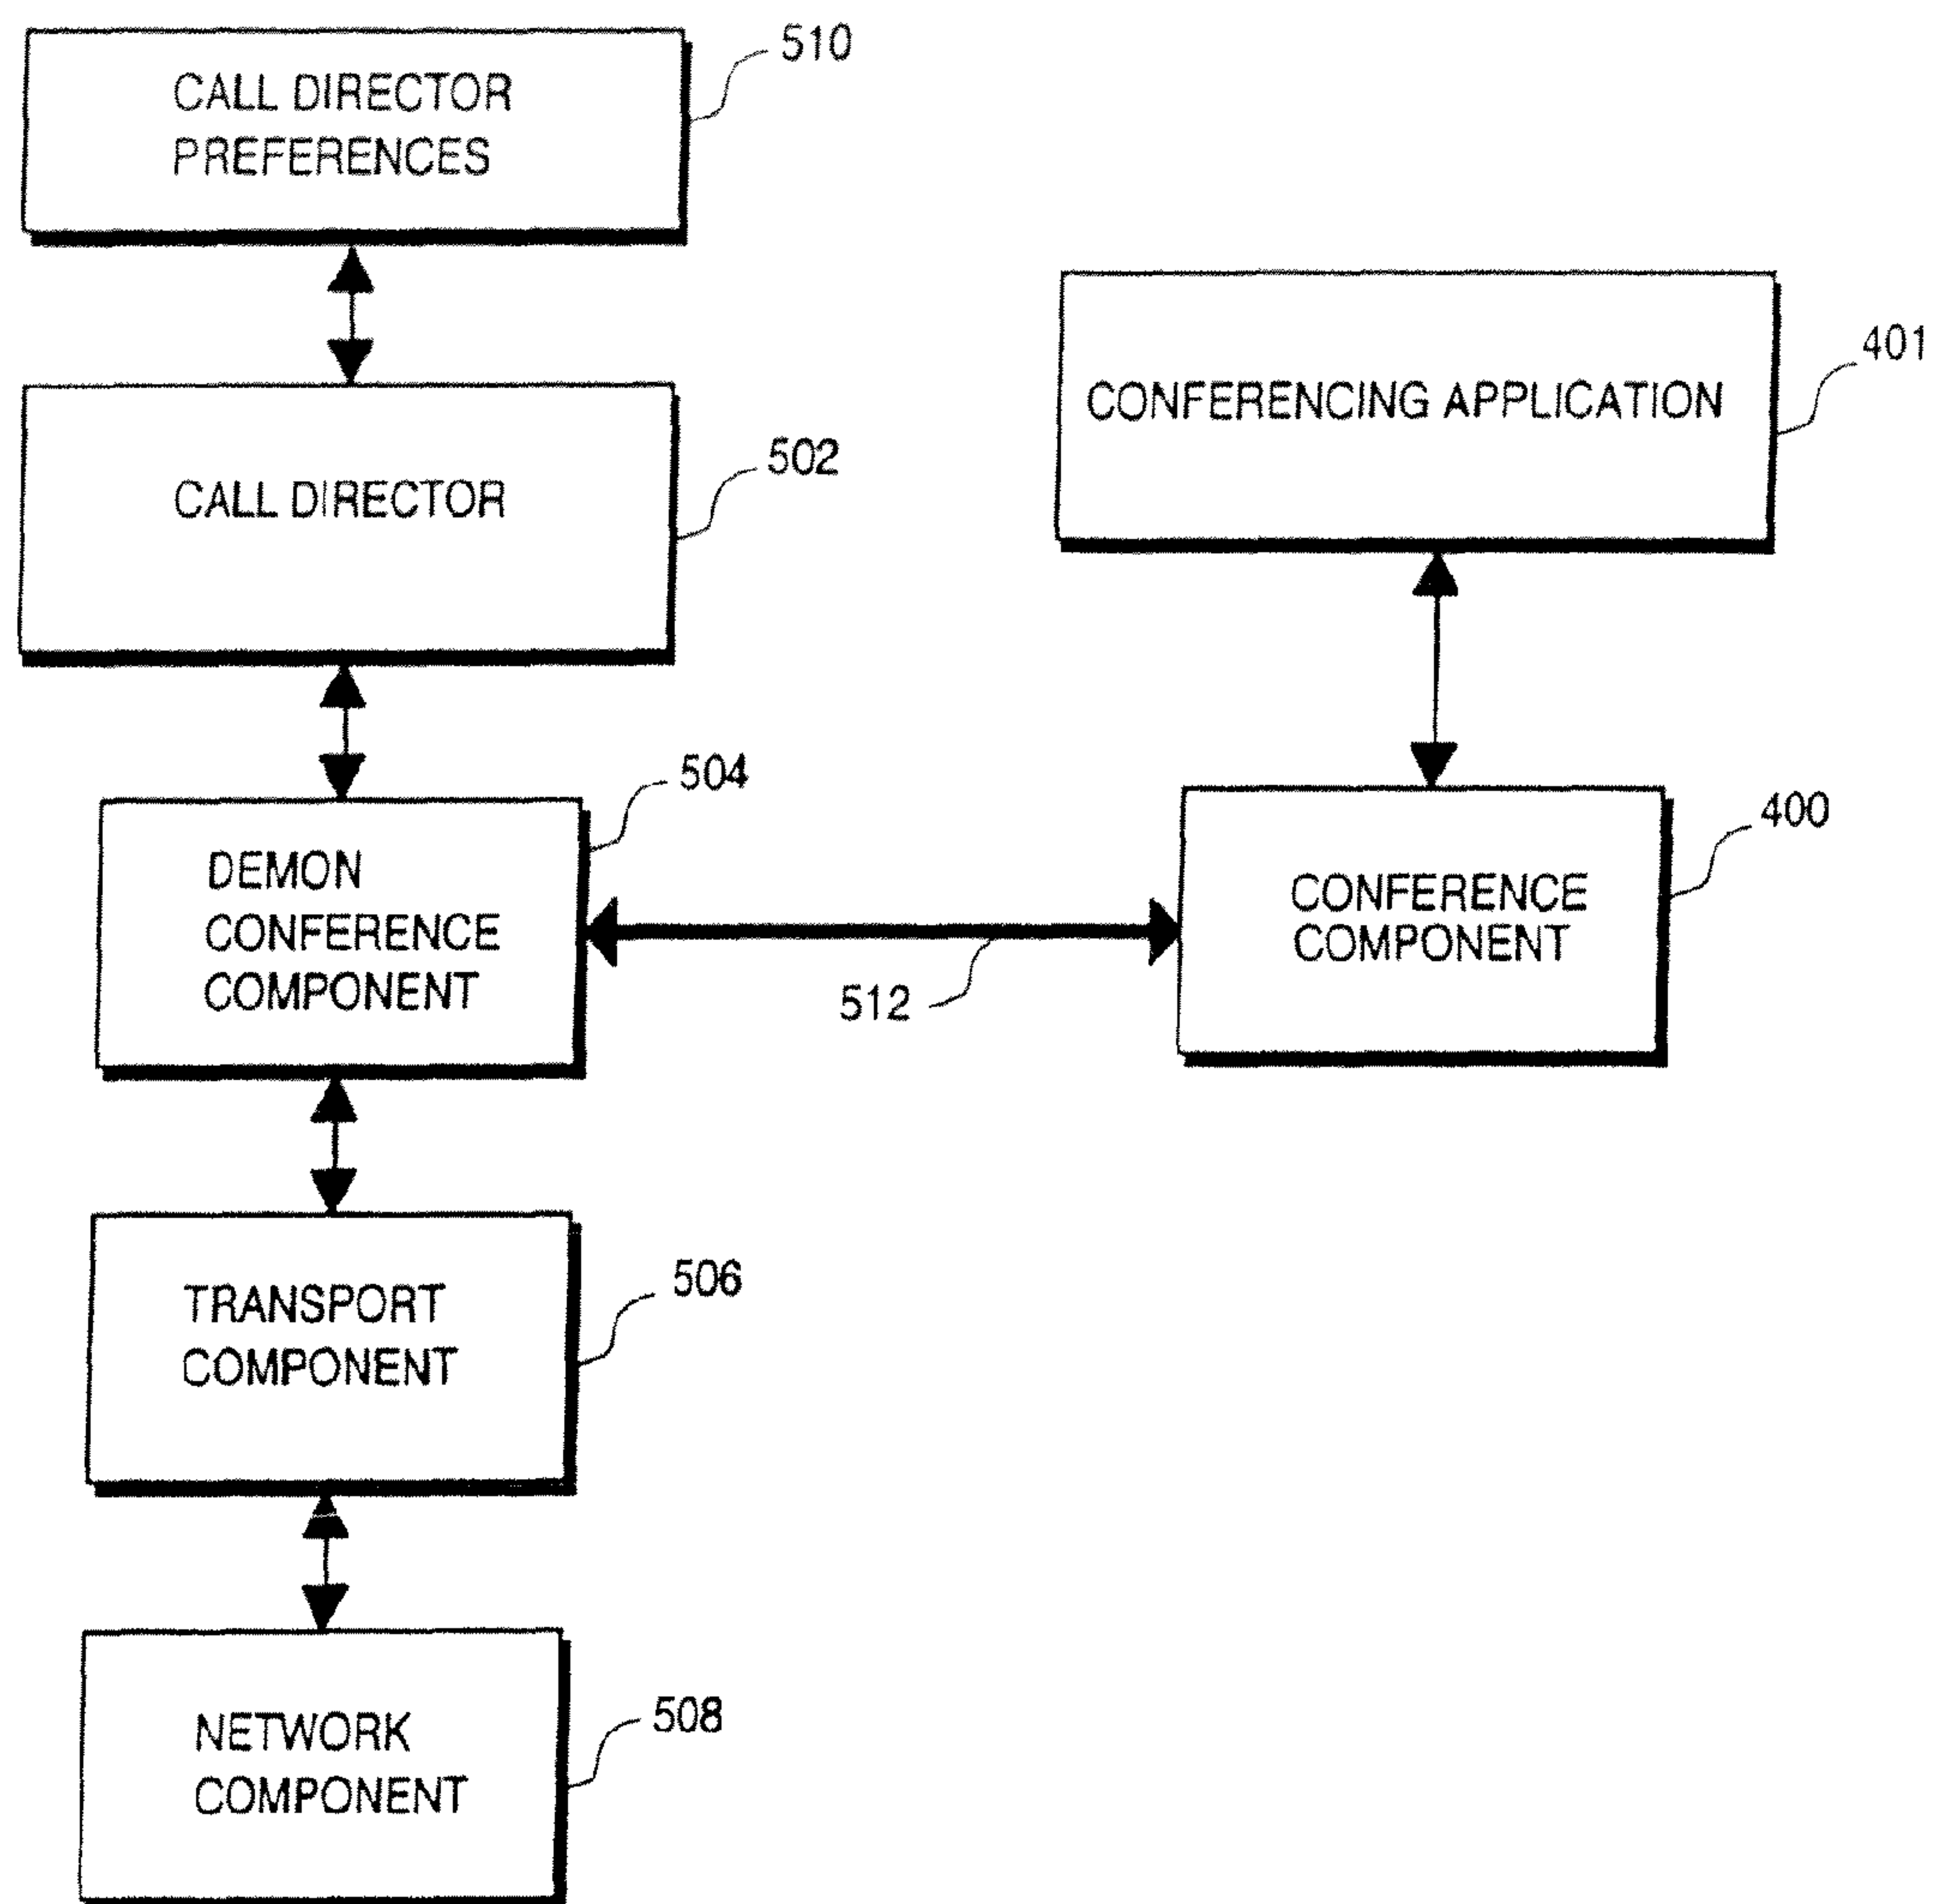 510
CALL DIRECTOR
PREFERENCES
401
CONFERENCING APPLICATION
502
CALL DIRECTOR
504
DEMON
CONFERENCE
COMPONENT
400
CONFERENCE
COMPONENT
512
506
TRANSPORT
COMPONENT
508
NETWORK
COMPONENT